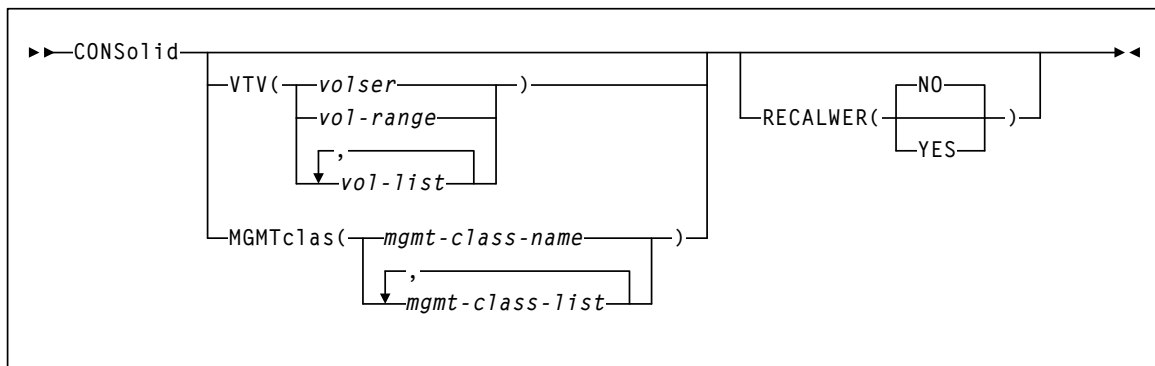 CONSolid
VTV( volser )
vol-range
,
vol-list
MGMTclas( mgmt-class-name )
,
mgmt-class-list
RECALWER( NO )
YES